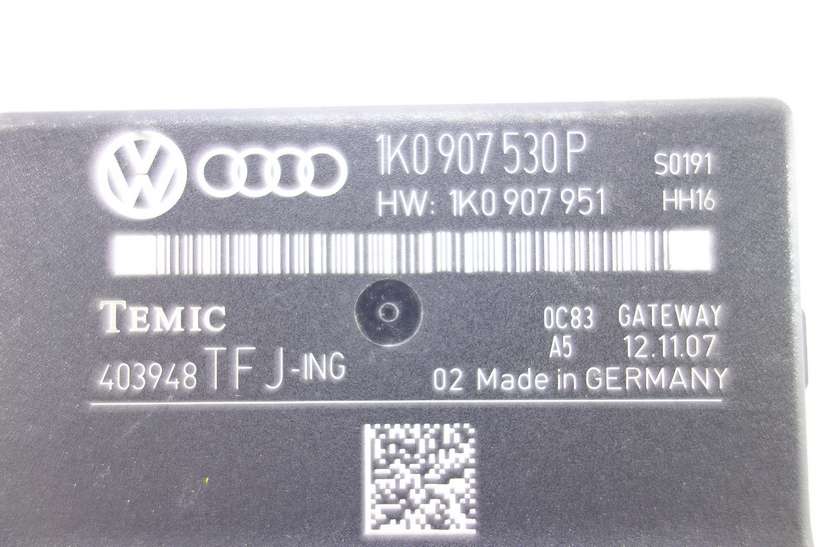 1K0 907 530 P S0191
HW: 1K0 907 951 HH16
TEMIC 0C83 GATEWAY
A5 12.11.07
403948 TFJ-ING 02 Made in GERMANY